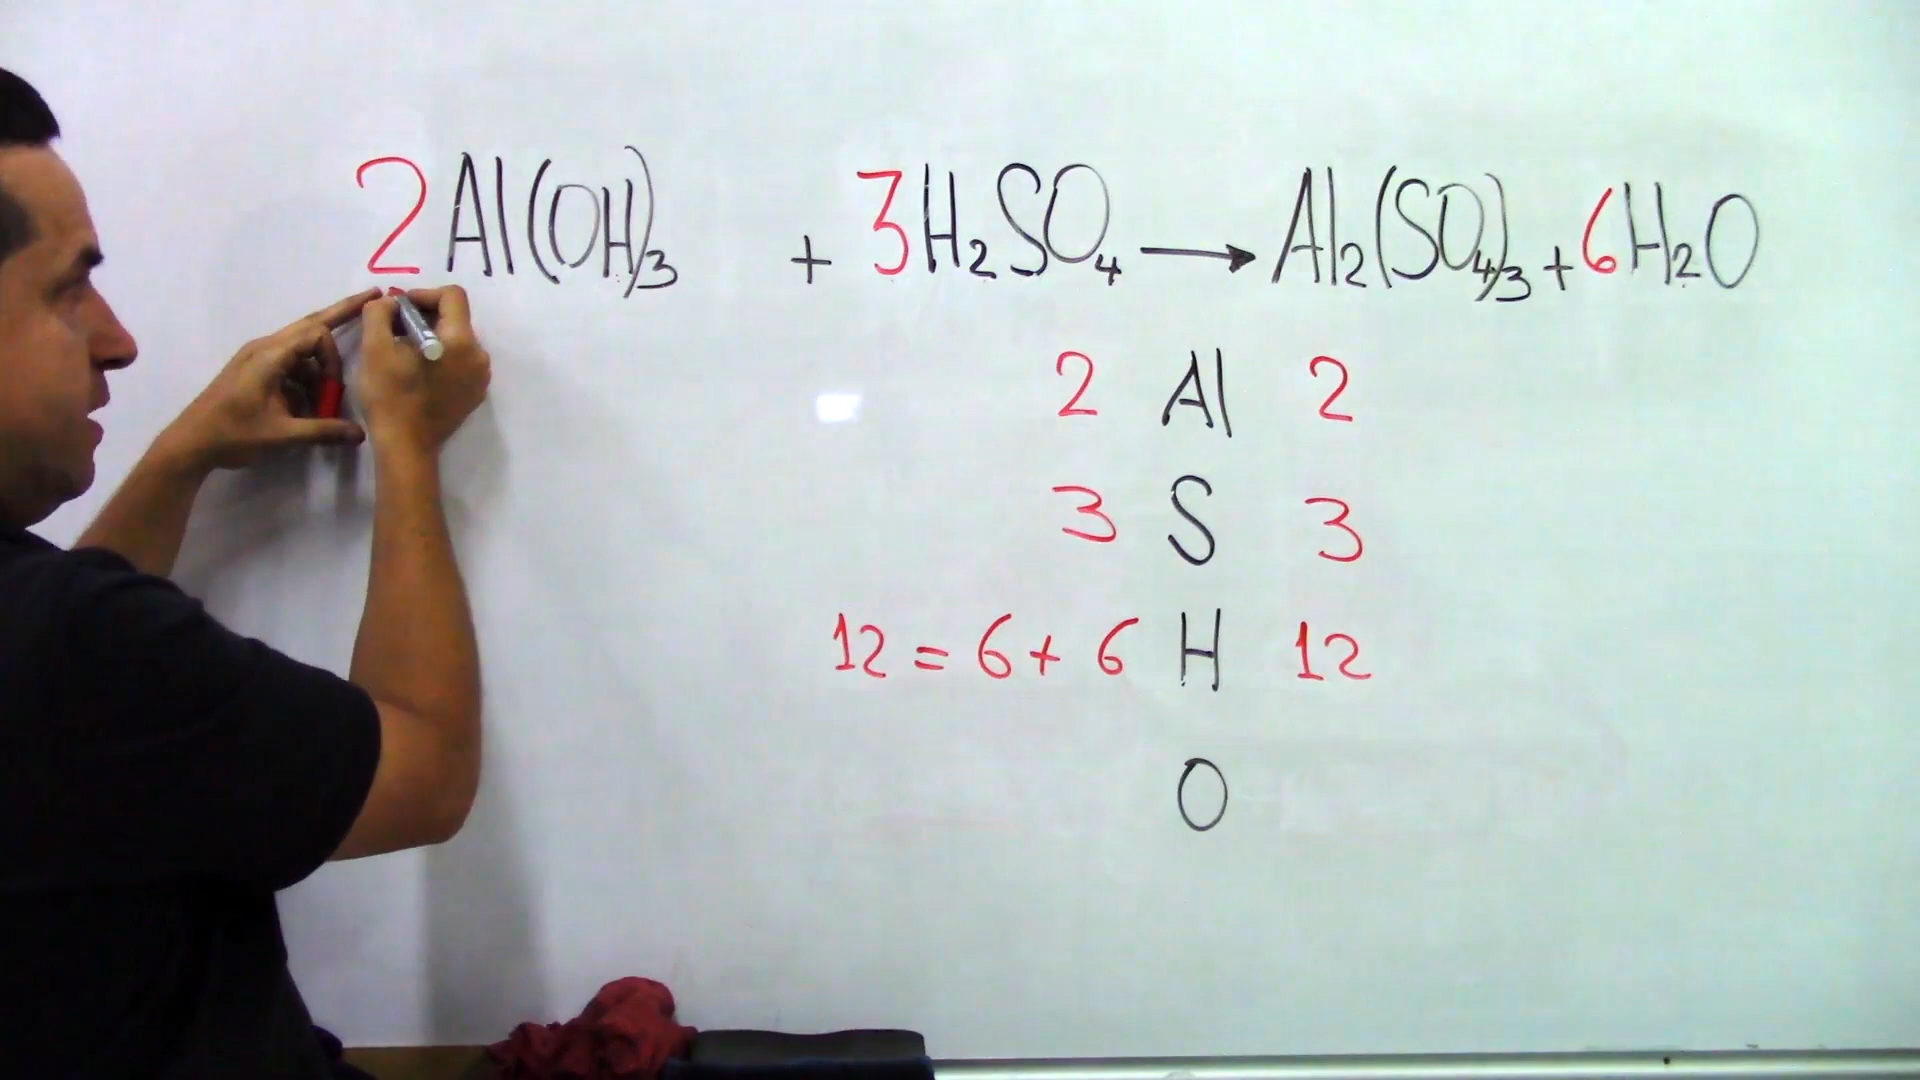 2Al(OH)₃ + 3H₂SO₄ → Al₂(SO₄)₃ + 6H₂O
2 Al 2
3 S 3
12 = 6 + 6 H 12
O